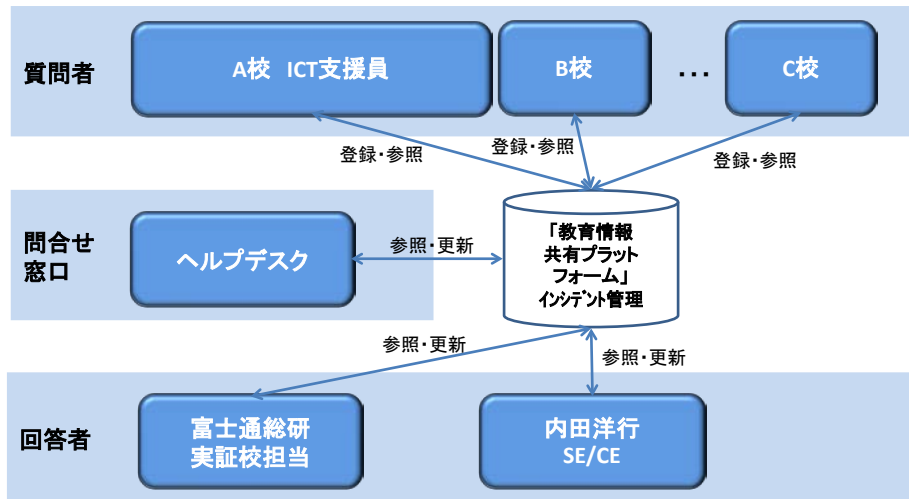 質問者
A校 ICT支援員
B校
・・・
C校
登録・参照
登録・参照
登録・参照
問合せ
窓口
ヘルプデスク
参照・更新
「教育情報
共有プラット
フォーム」
インシデント管理
参照・更新
参照・更新
回答者
富士通総研
実証校担当
内田洋行
SE/CE